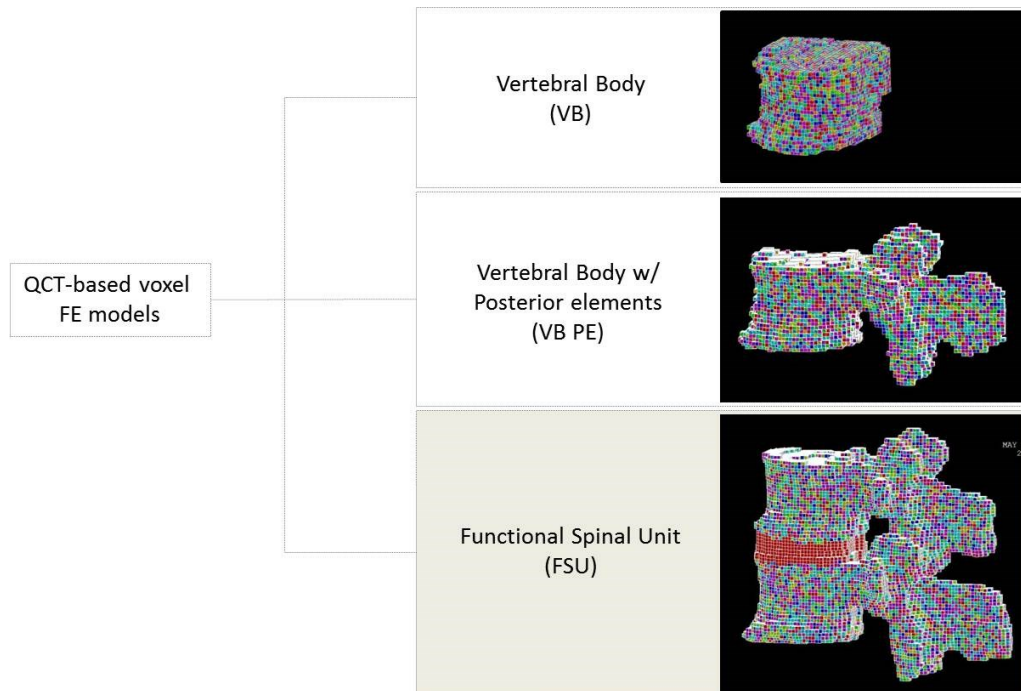 Vertebral Body
(VB)
QCT-based voxel
FE models
Vertebral Body w/
Posterior elements
(VB PE)
Functional Spinal Unit
(FSU)
MAY
2